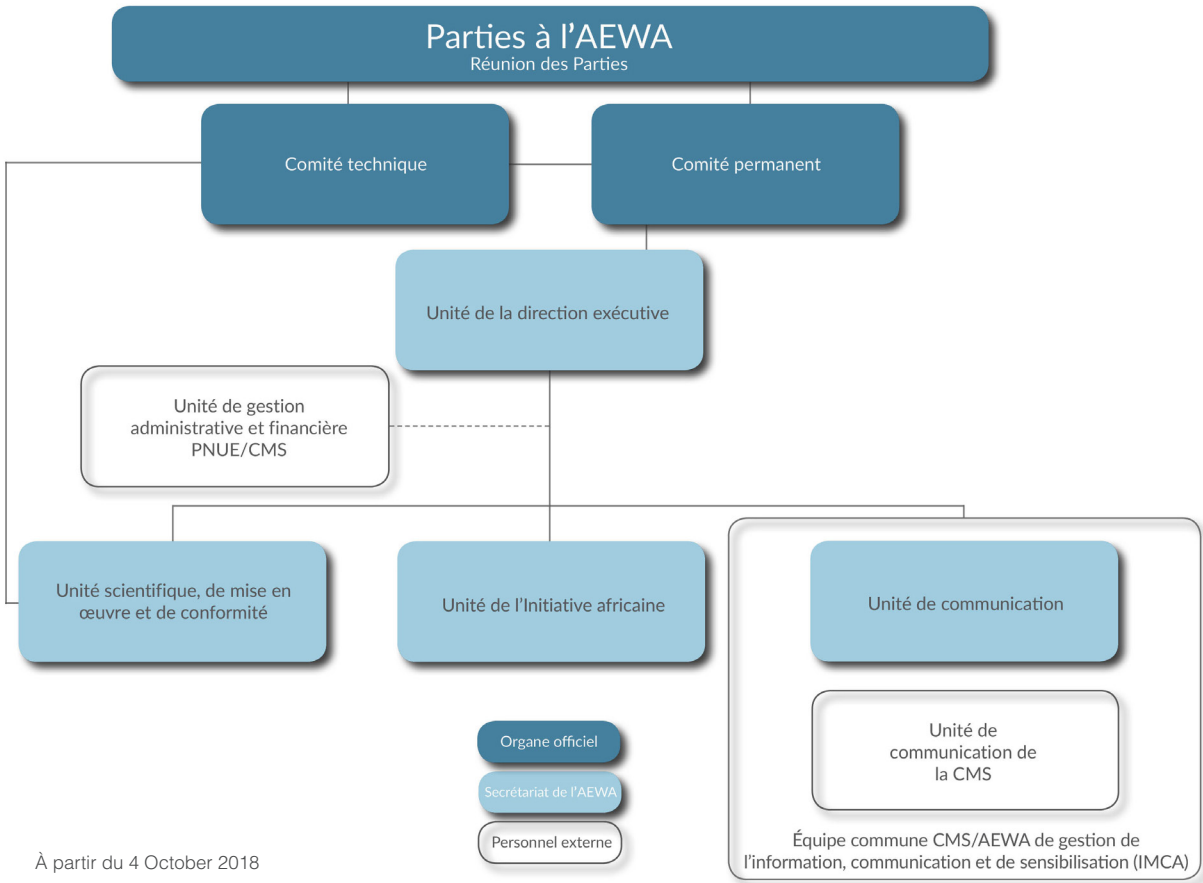 Parties à l'AEWA
Réunion des Parties
Comité technique
Comité permanent
Unité de la direction exécutive
Unité de gestion
administrative et financière
PNUE/CMS
Unité scientifique, de mise en
œuvre et de conformité
Unité de l'Initiative africaine
Unité de communication
Unité de
communication de
la CMS
Équipe commune CMS/AEWA de gestion de
l'information, communication et de sensibilisation (IMCA)
Organe officiel
Secrétariat de l'AEWA
Personnel externe
À partir du 4 October 2018